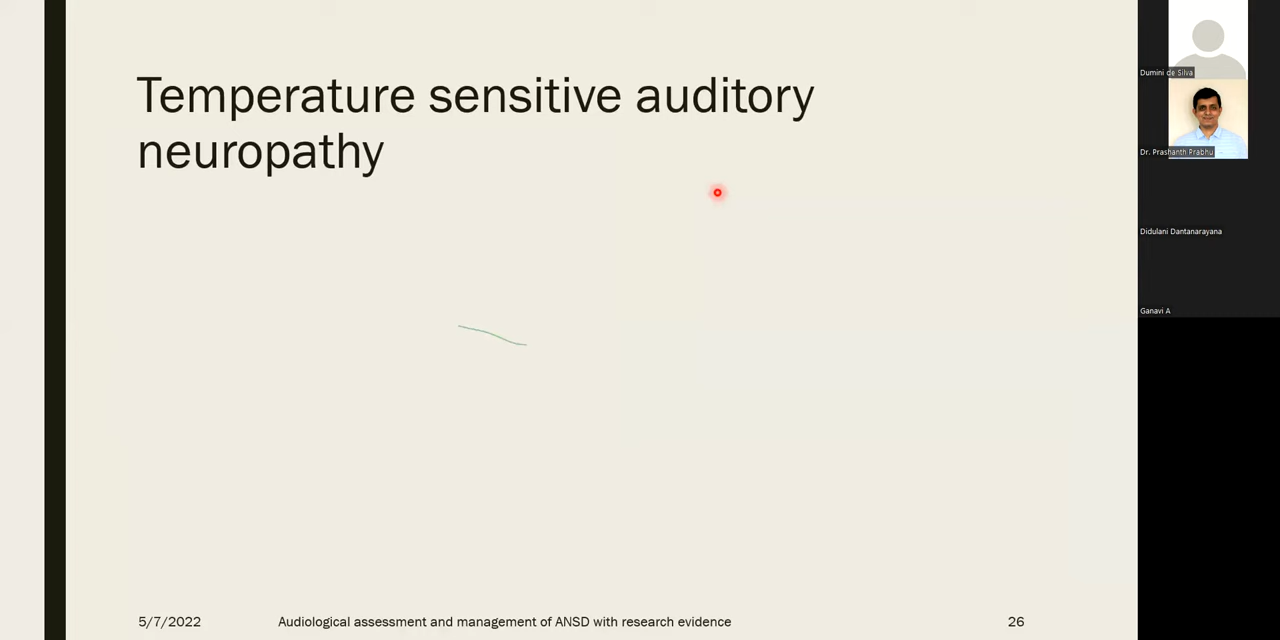 Temperature sensitive auditory
neuropathy
5/7/2022
Audiological assessment and management of ANSD with research evidence
26
Dumini de Silva
Dr. Prashanth Prabhu
Didulani Dantanarayana
Ganavi A